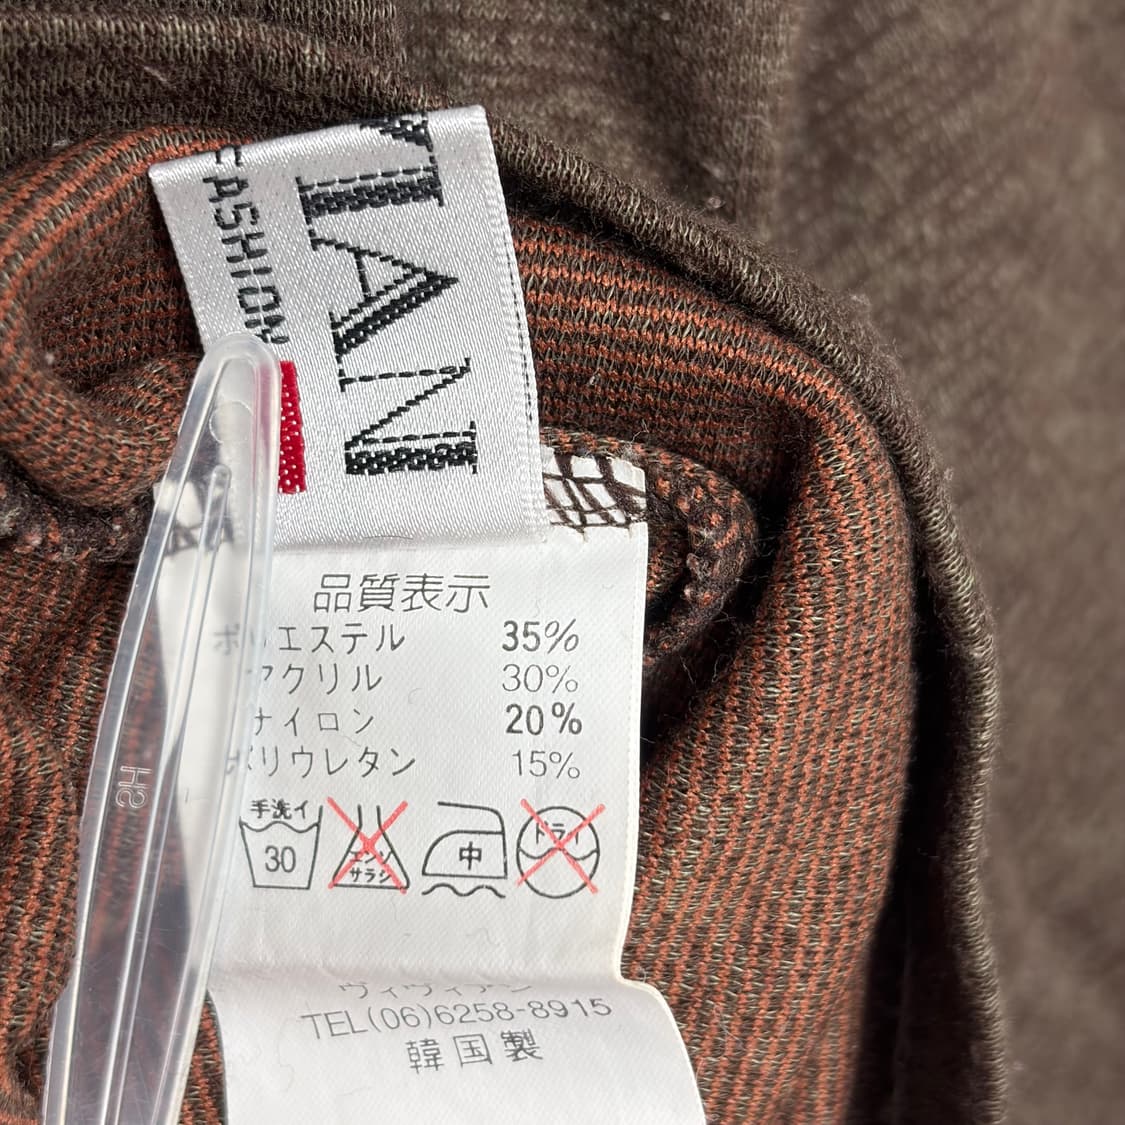 VIAN
FASHION
品質表示
ポリエステル 35%
アクリル 30%
ナイロン 20%
ポリウレタン 15%
手洗イ
30
エンソ
サラシ
中
ドライ
ヴィヴィアン
TEL(06)6258-8915
韓国製
H2